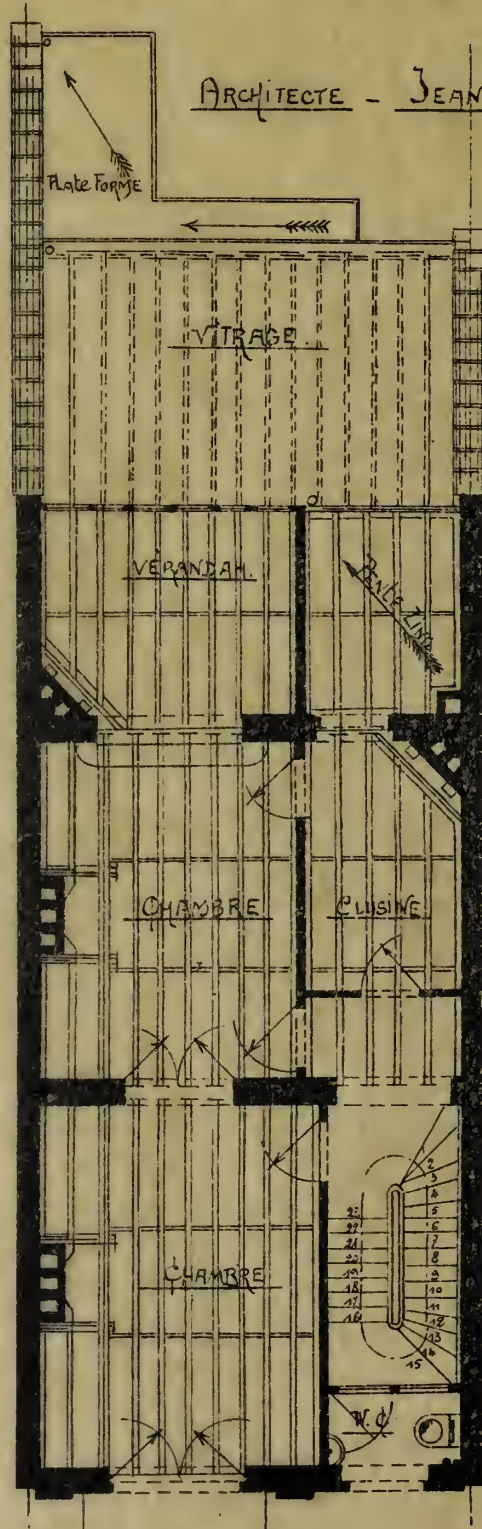 ARCHITECTE - JEAN
Plate FORME
VITRAGE.
VÉRANDAH.
PENTE ZINC
CHAMBRE
CUISINE
CHAMBRE
2
3
4
5
6
7
8
9
10
11
12
13
14
15
16
17
18
19
20
21
22
23
W.C.